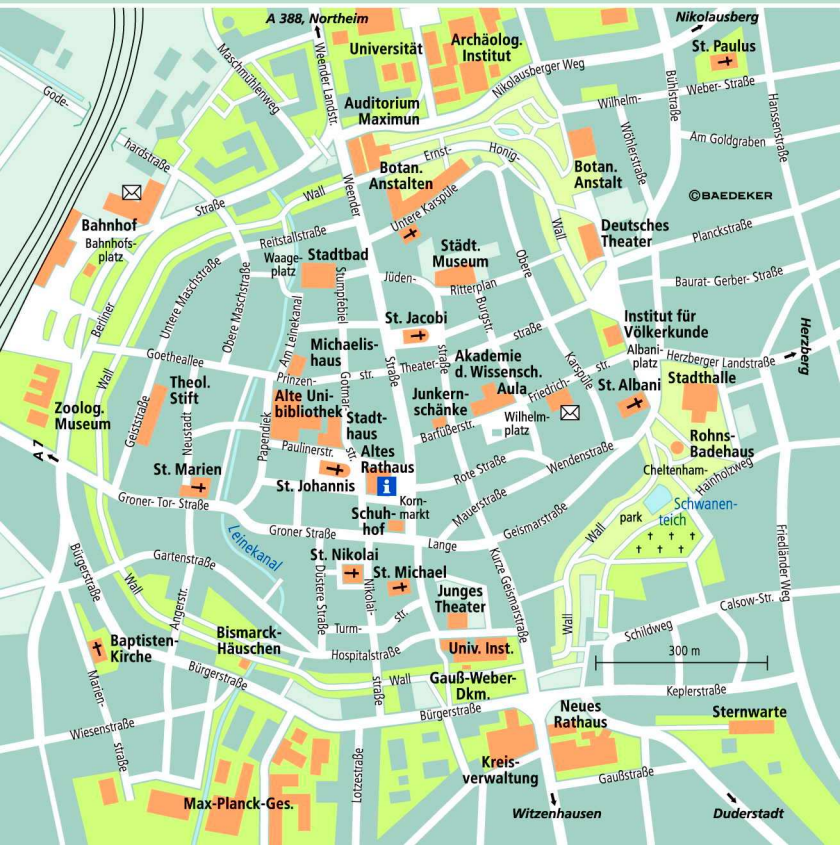 A 388, Northeim
Nikolausberg
Universität
Archäolog.
Institut
St. Paulus
Maschmühlenweg
Weender Landstr.
Nikolausberger Weg
Bühlstraße
Weber- Straße
Gode-
hardstraße
Auditorium
Maximun
Wilhelm-
Wöhlerstraße
Hanssenstraße
Am Goldgraben
Ernst-
Honig-
Botan.
Anstalten
Botan.
Anstalt
©BAEDEKER
Wall
Weender
Straße
Untere Karspüle
Wall
Bahnhof
Bahnhofs-
platz
Reitstallstraße
Deutsches
Theater
Planckstraße
Waage-
platz
Stadtbad
Städt.
Museum
Obere
Untere Maschstraße
Obere Maschstraße
Stumpfebiel
Jüden-
Ritterplan
Baurat- Gerber- Straße
Berliner
Am Leinekanal
Burgstr.
St. Jacobi
straße
Institut für
Völkerkunde
Herzberg
Michaelis-
haus
Goetheallee
Straße
Theater-
straße
Akademie
d. Wissensch.
Aula
Karspüle
str.
Albani-
platz
Herzberger Landstraße
Wall
Prinzen-
str.
Gotmar-
str.
Theol.
Stift
Geiststraße
Neustadt
Alte Uni-
bibliothek
Junkern-
schänke
Friedrich-
St. Albani
Stadthalle
Zoolog.
Museum
Papendiek
Stadt-
haus
Barfüßerstr.
Wilhelm-
platz
Rohns-
Badehaus
A 7
Paulinerstr.
Altes
Rathaus
St. Marien
St. Johannis
i
Rote Straße
Wendenstraße
Cheltenham-
park
Hainholzweg
Groner- Tor- Straße
Schuh-
hof
Korn-
markt
Mauerstraße
Geismarstraße
Schwanen-
teich
Wall
Groner Straße
Lange
Leinekanal
Bürgerstraße
Wall
Gartenstraße
St. Nikolai
St. Michael
Kurze Geismarstraße
Friedländer Weg
Angerstr.
Düstere Straße
Nikolai-
straße
Junges
Theater
Calsow-Str.
Turm-
str.
Wall
Schildweg
Baptisten-
Kirche
Bismarck-
Häuschen
Hospitalstraße
Univ. Inst.
300 m
Marien-
straße
Bürgerstraße
Wall
Gauß-Weber-
Dkm.
Keplerstraße
Bürgerstraße
Neues
Rathaus
Sternwarte
Wiesenstraße
Lotzestraße
Kreis-
verwaltung
Gaußstraße
Max-Planck-Ges.
Witzenhausen
Duderstadt